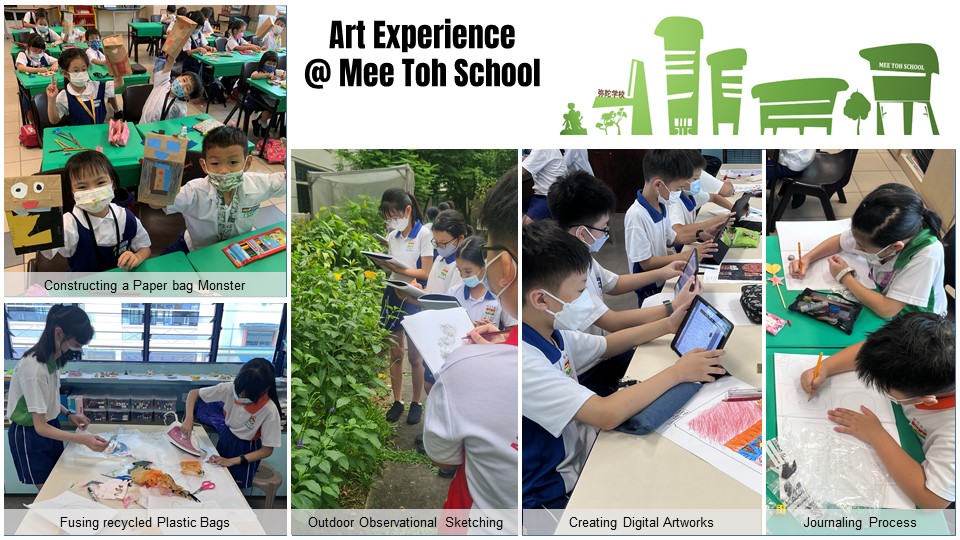 Art Experience
@ Mee Toh School
弥陀学校
MEE TOH SCHOOL
Constructing a Paper bag Monster
Fusing recycled Plastic Bags
Outdoor Observational Sketching
Creating Digital Artworks
Journaling Process